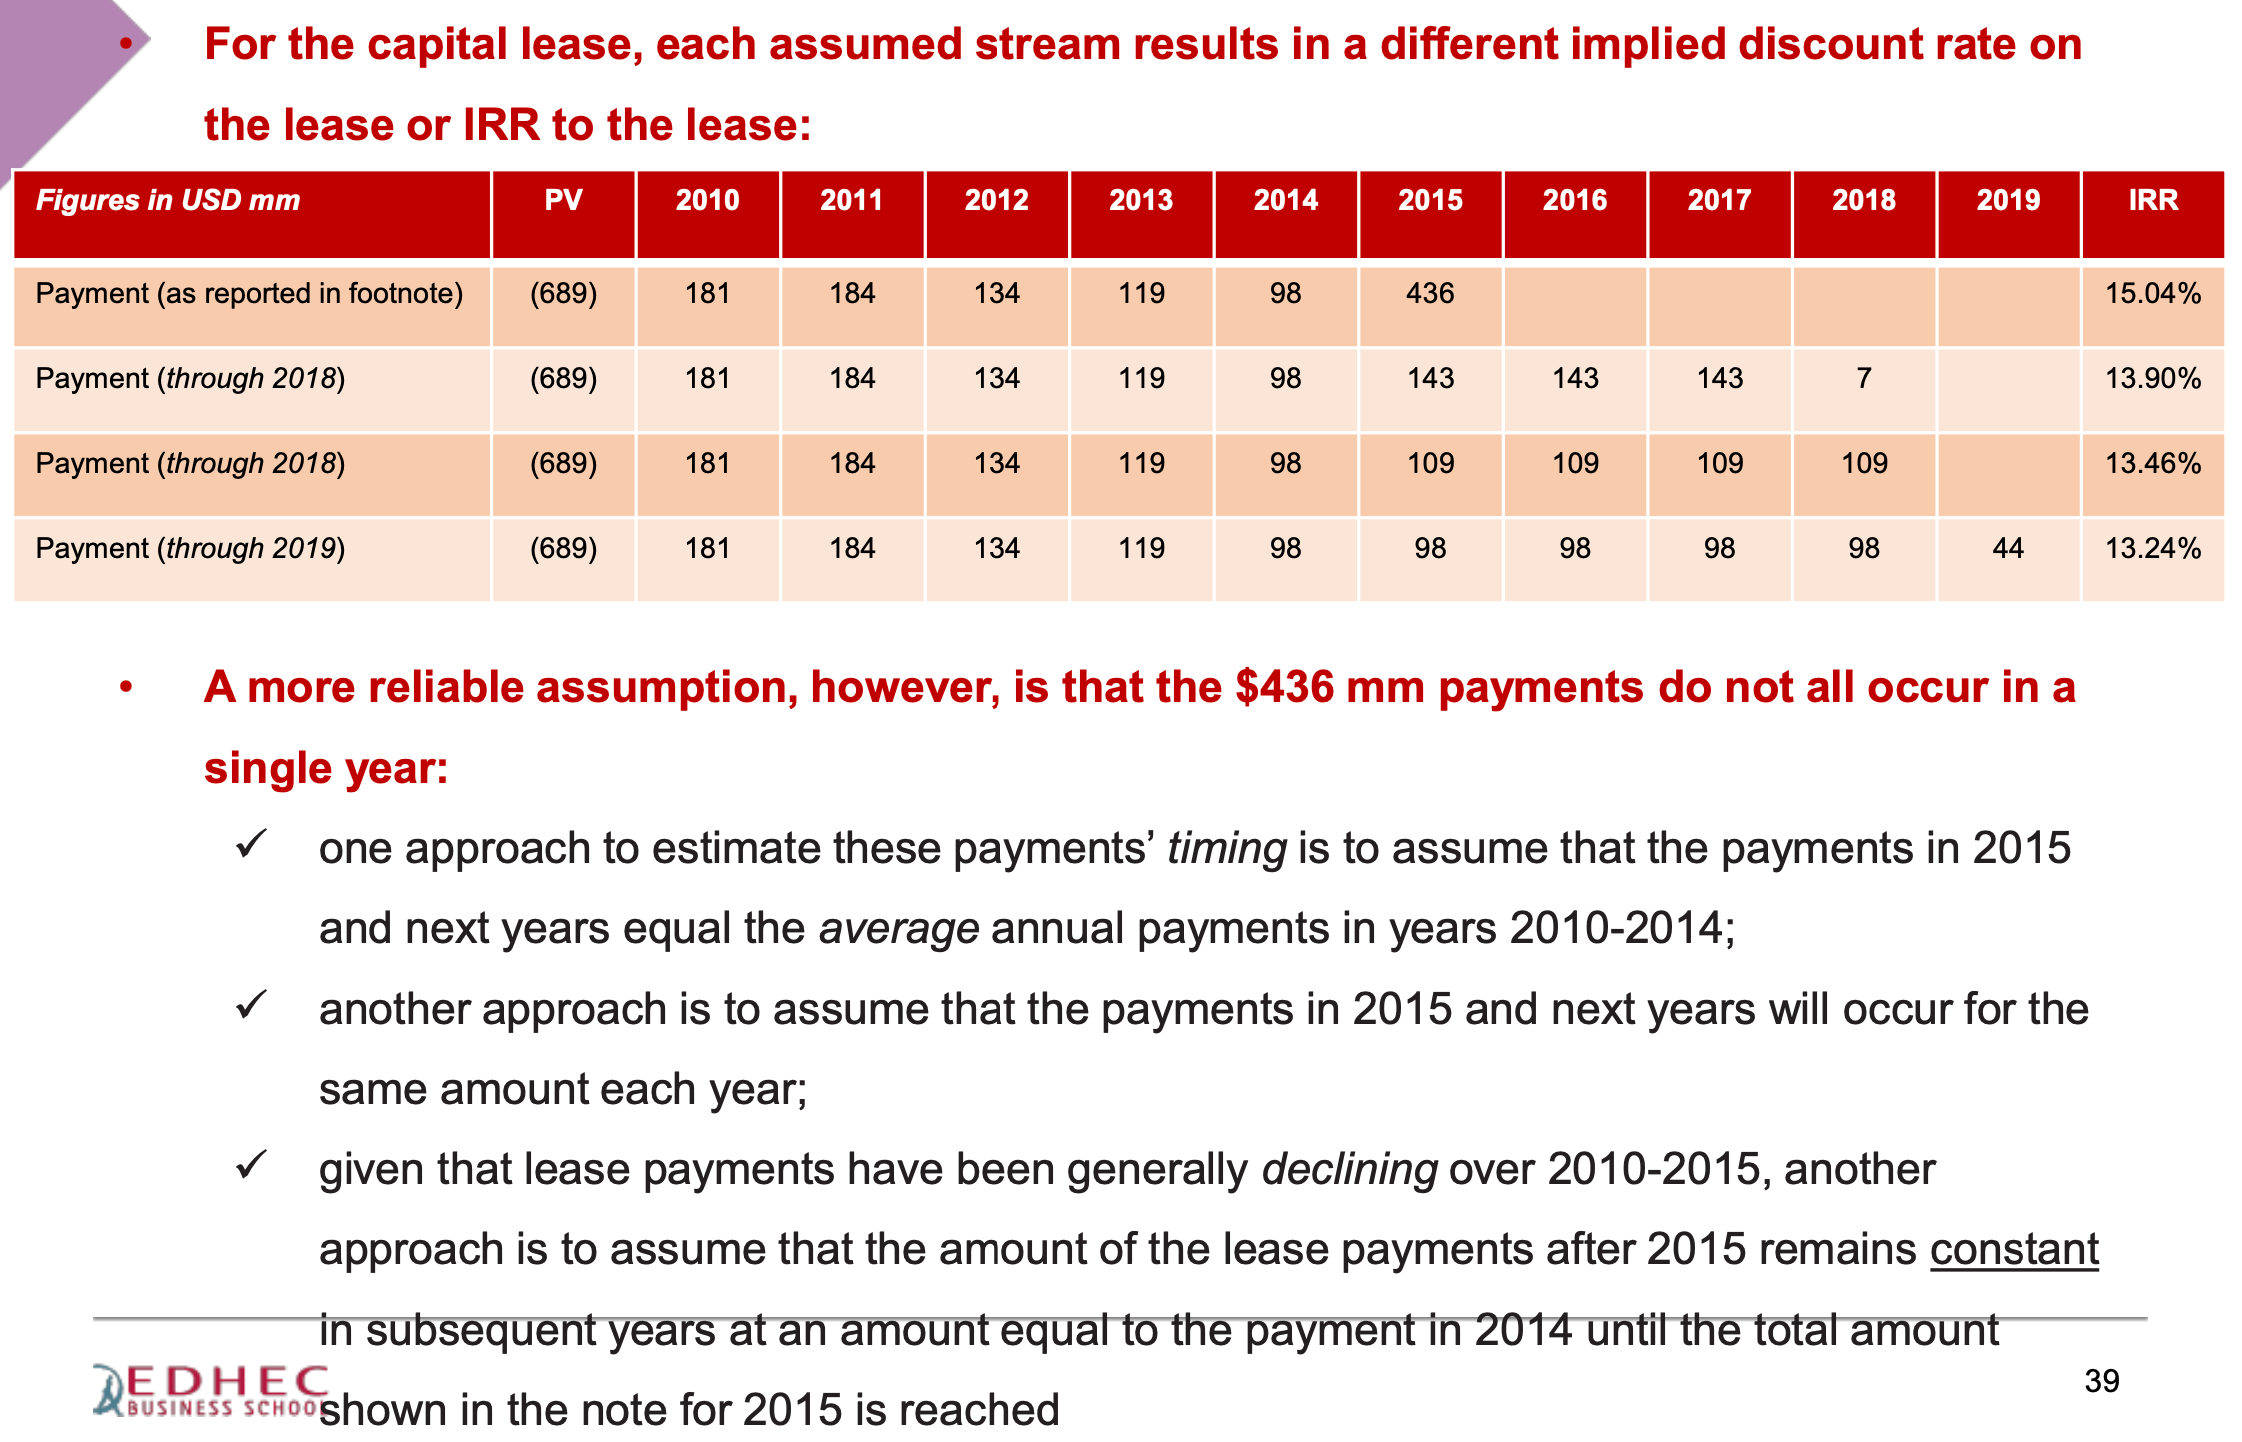 • For the capital lease, each assumed stream results in a different implied discount rate on
the lease or IRR to the lease:
Figures in USD mm PV 2010 2011 2012 2013 2014 2015 2016 2017 2018 2019 IRR
Payment (as reported in footnote) (689) 181 184 134 119 98 436 15.04%
Payment (through 2018) (689) 181 184 134 119 98 143 143 143 7 13.90%
Payment (through 2018) (689) 181 184 134 119 98 109 109 109 109 13.46%
Payment (through 2019) (689) 181 184 134 119 98 98 98 98 98 44 13.24%
• A more reliable assumption, however, is that the $436 mm payments do not all occur in a
single year:
✓ one approach to estimate these payments’ timing is to assume that the payments in 2015
and next years equal the average annual payments in years 2010-2014;
✓ another approach is to assume that the payments in 2015 and next years will occur for the
same amount each year;
✓ given that lease payments have been generally declining over 2010-2015, another
approach is to assume that the amount of the lease payments after 2015 remains constant
in subsequent years at an amount equal to the payment in 2014 until the total amount
shown in the note for 2015 is reached
EDHEC
BUSINESS SCHOOL
39